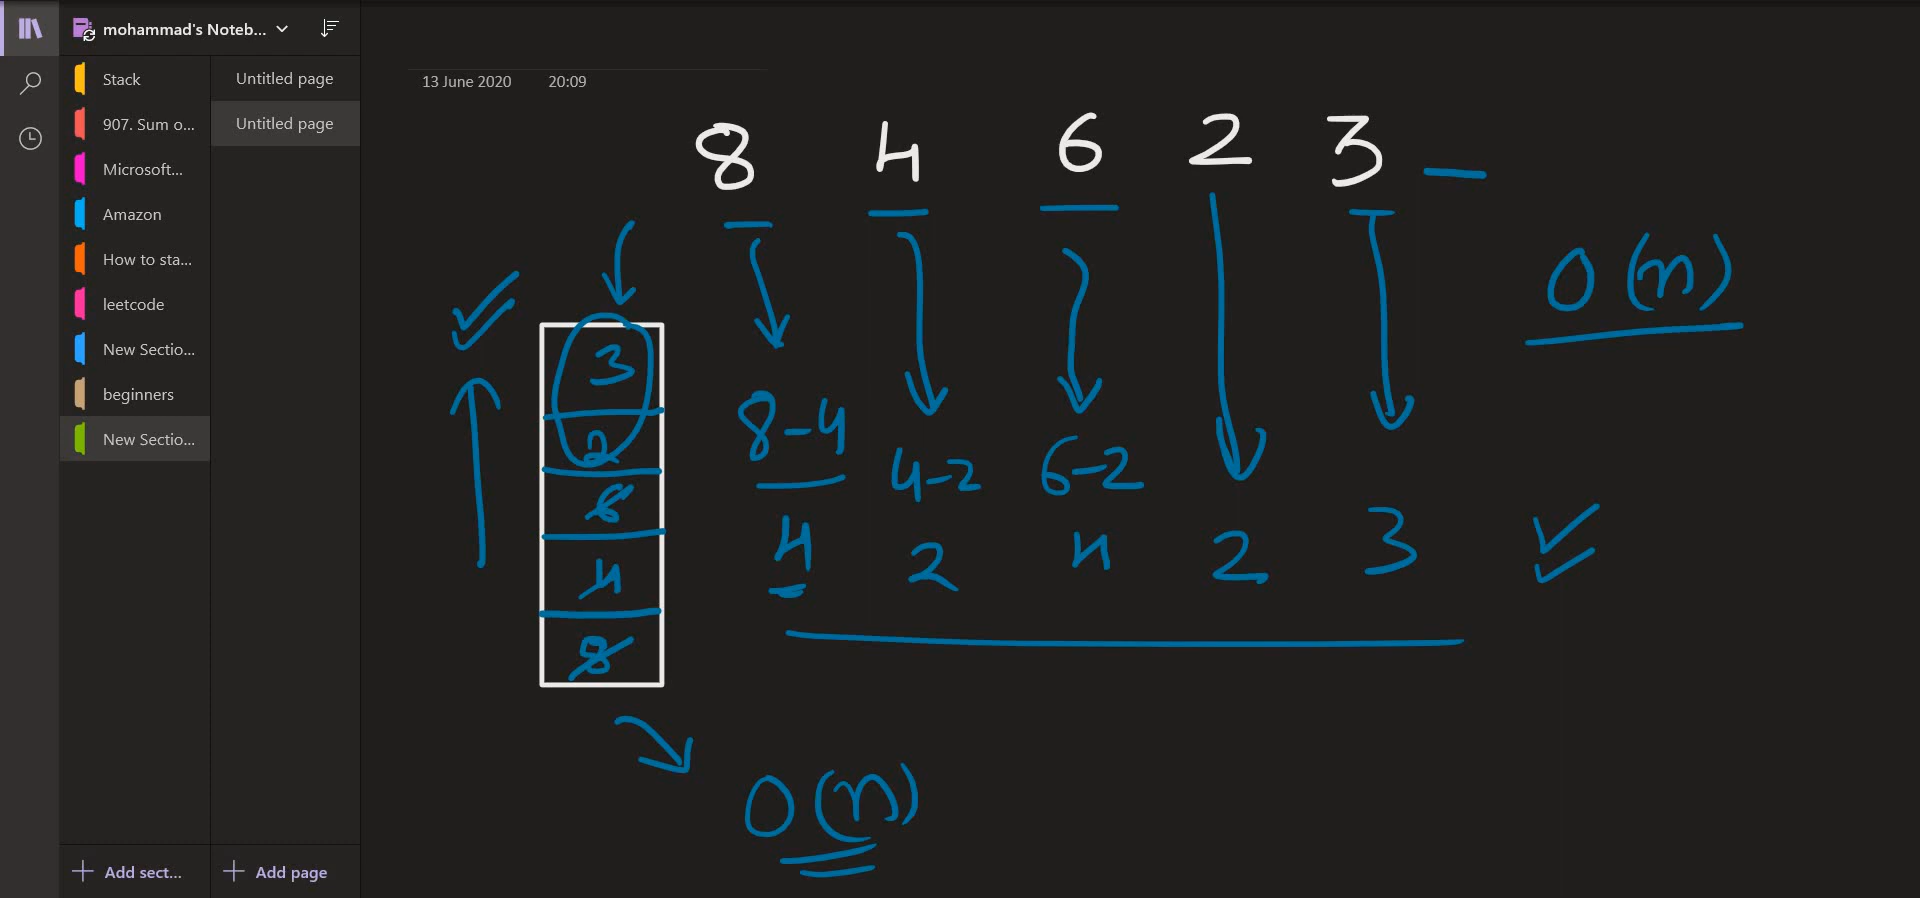 mohammad's Noteb...
Stack
907. Sum o...
Microsoft...
Amazon
How to sta...
leetcode
New Sectio...
beginners
New Sectio...
Add sect...
Untitled page
Untitled page
Add page
13 June 2020 20:09
8 4 6 2 3
O(n)
3
2
6
4
8
8-4 4-2 6-2
4 2 4 2 3
O(n)